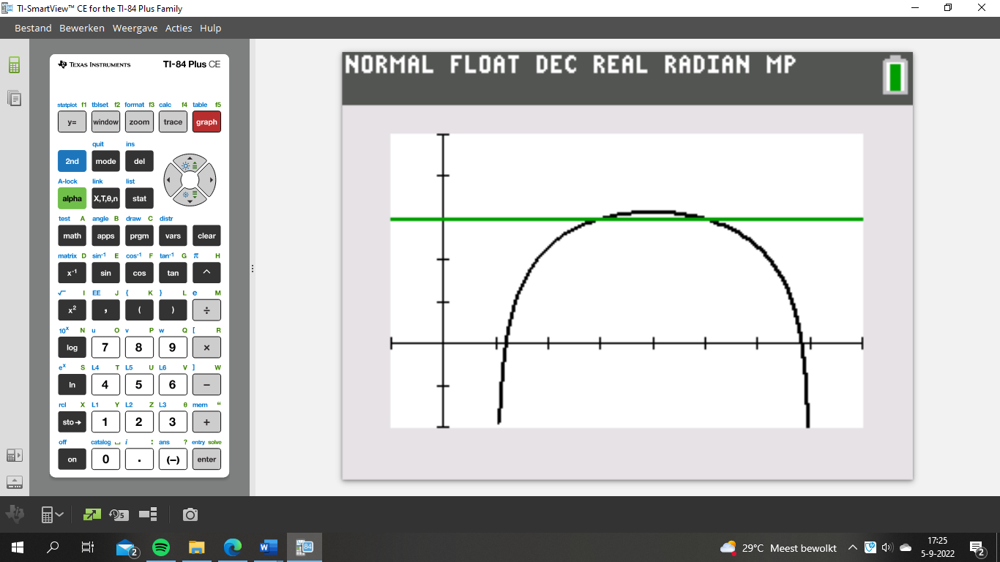 TI-SmartView™ CE for the TI-84 Plus Family
Bestand Bewerken Weergave Acties Hulp
TEXAS INSTRUMENTS TI-84 Plus CE
NORMAL FLOAT DEC REAL RADIAN MP
statplot f1 tblset f2 format f3 calc f4 table f5
y= window zoom trace graph
quit ins
2nd mode del
A-lock link list
alpha X,T,θ,n stat
test A angle B draw C distr
math apps prgm vars clear
matrix D sin⁻¹ E cos⁻¹ F tan⁻¹ G π H
x⁻¹ sin cos tan ^
√ I EE J { K } L e M
x² , ( ) ÷
10ˣ N u O v P w Q [ R
log 7 8 9 ×
eˣ S L4 T L5 U L6 V ] W
ln 4 5 6 −
rcl X L1 Y L2 Z L3 θ mem “
sto→ 1 2 3 +
off catalog ␣ i : ans ? entry solve
on 0 . (−) enter
5
2 84 29°C Meest bewolkt 17:25
5-9-2022 2